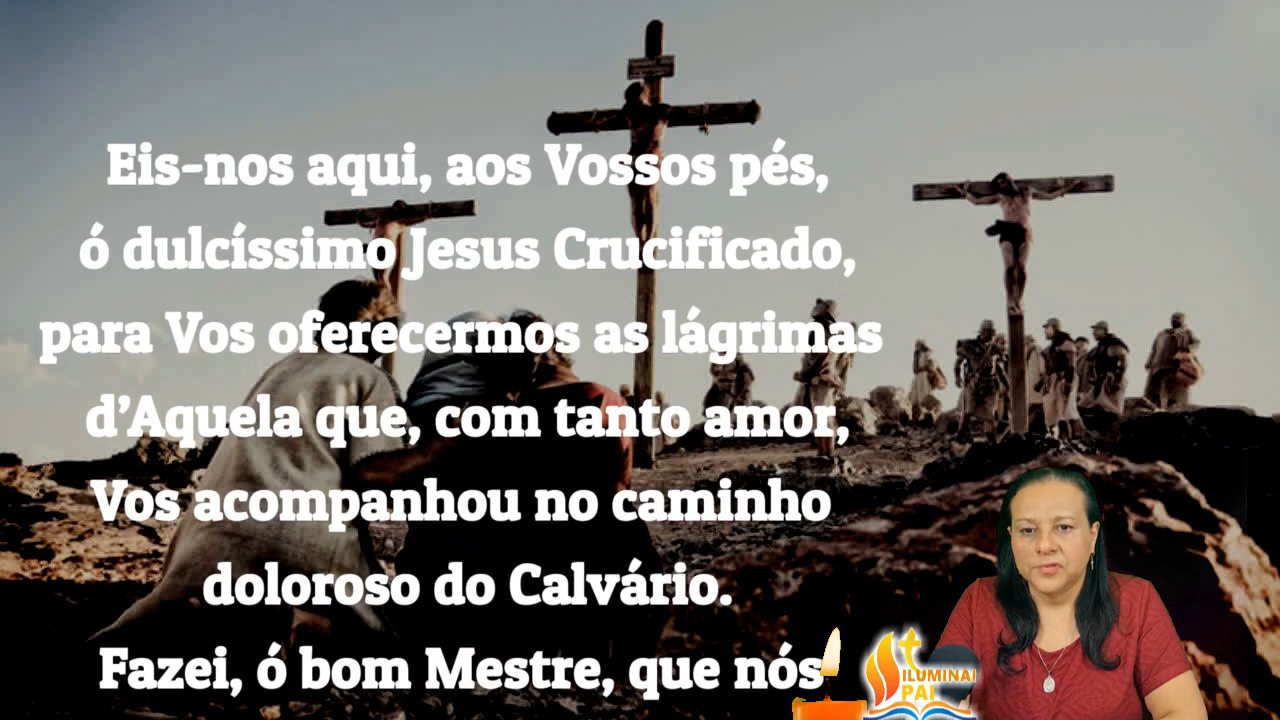 Eis-nos aqui, aos Vossos pés,
ó dulcíssimo Jesus Crucificado,
para Vos oferecermos as lágrimas
d’Aquela que, com tanto amor,
Vos acompanhou no caminho
doloroso do Calvário.
Fazei, ó bom Mestre, que nós
ILUMINAI
PAI